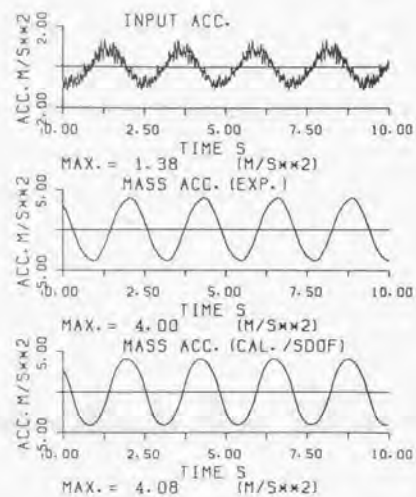 INPUT ACC.
ACC. M/S**2
2.00
-2.00
0.00 2.50 5.00 7.50 10.00
TIME S
MAX. = 1.38 (M/S**2)
MASS ACC. (EXP.)
ACC. M/S**2
5.00
-5.00
0.00 2.50 5.00 7.50 10.00
TIME S
MAX. = 4.00 (M/S**2)
MASS ACC. (CAL./SDOF)
ACC. M/S**2
5.00
-5.00
0.00 2.50 5.00 7.50 10.00
TIME S
MAX. = 4.08 (M/S**2)